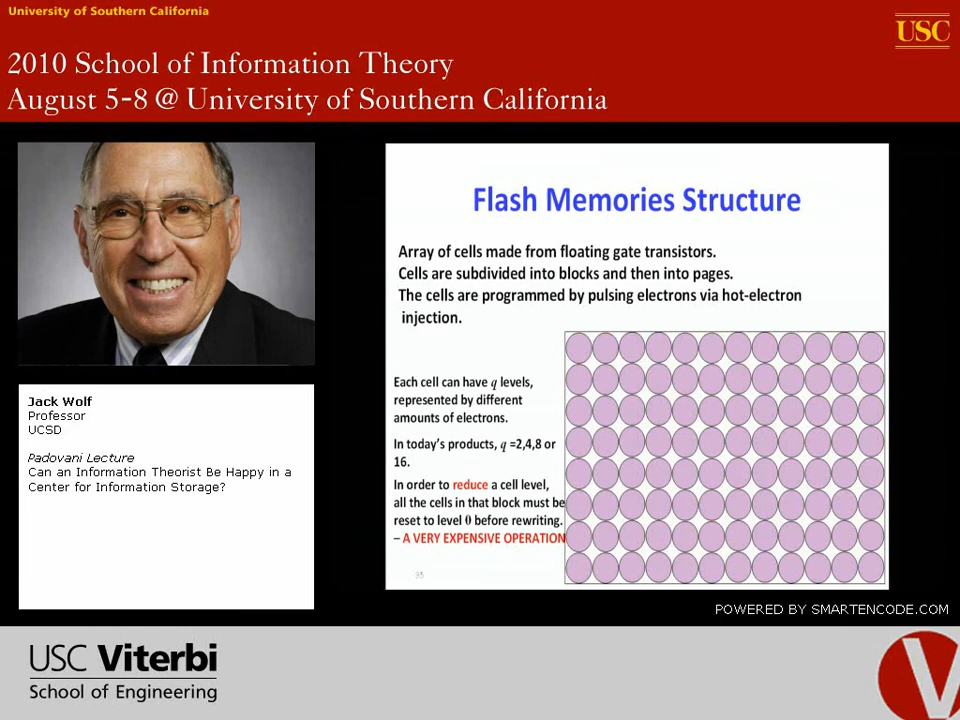 University of Southern California
USC
2010 School of Information Theory
August 5-8 @ University of Southern California
Flash Memories Structure
Array of cells made from floating gate transistors.
Cells are subdivided into blocks and then into pages.
The cells are programmed by pulsing electrons via hot-electron
injection.
Each cell can have q levels,
represented by different
amounts of electrons.
In today's products, q =2,4,8 or
16.
In order to reduce a cell level,
all the cells in that block must be
reset to level 0 before rewriting.
– A VERY EXPENSIVE OPERATION
95
Jack Wolf
Professor
UCSD
Padovani Lecture
Can an Information Theorist Be Happy in a
Center for Information Storage?
POWERED BY SMARTENCODE.COM
USC Viterbi
School of Engineering
V